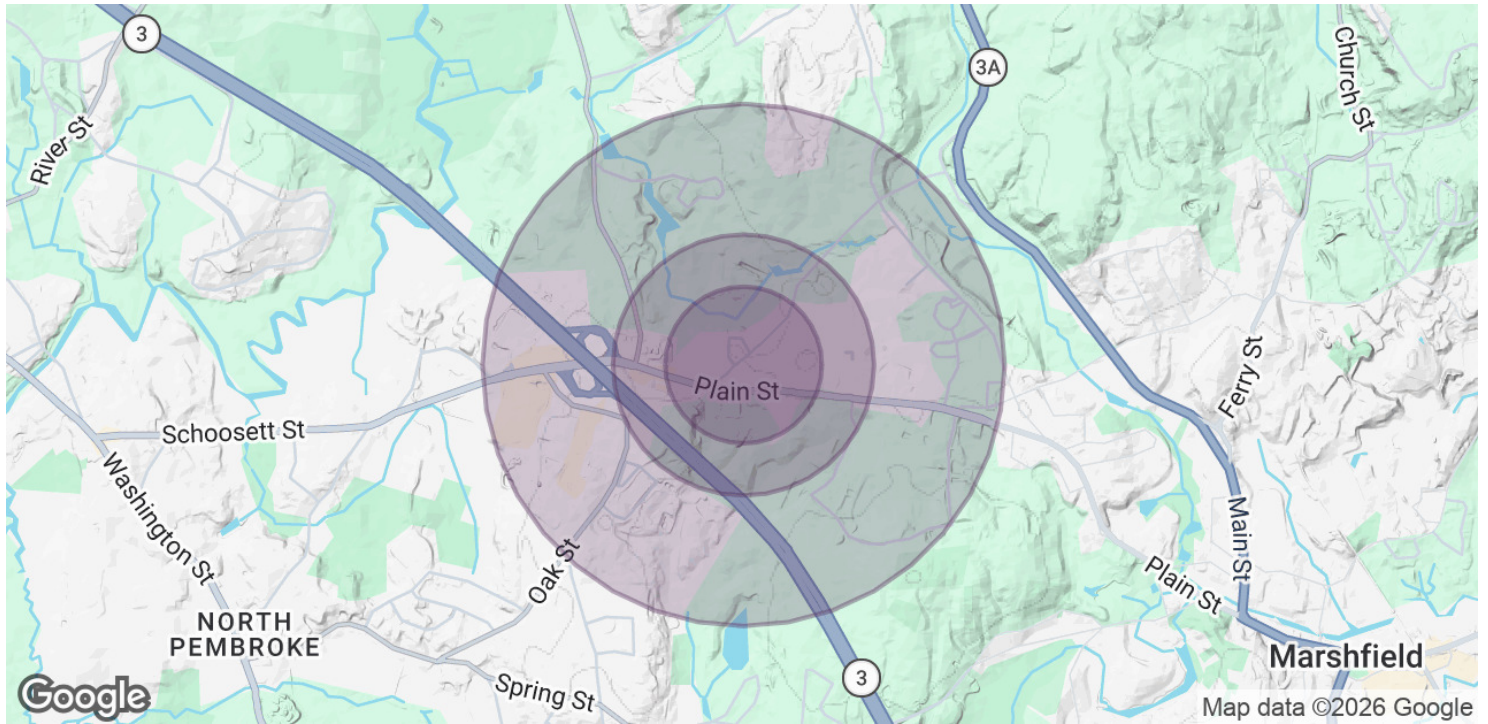 3
3A
Church St
River St
Plain St
Ferry St
Schoosett St
Washington St
Oak St
Main St
Plain St
NORTH
PEMBROKE
Marshfield
3
Spring St
Google
Map data ©2026 Google